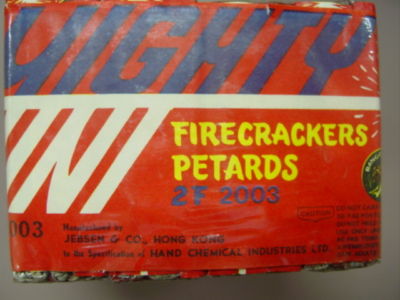 MIGHTY
INI
FIRECRACKERS
PETARDS
2F 2003
CAUTION
003
Manufactured by
JEBSEN & CO., HONG KONG
to the Specification of HAND CHEMICAL INDUSTRIES LTD.